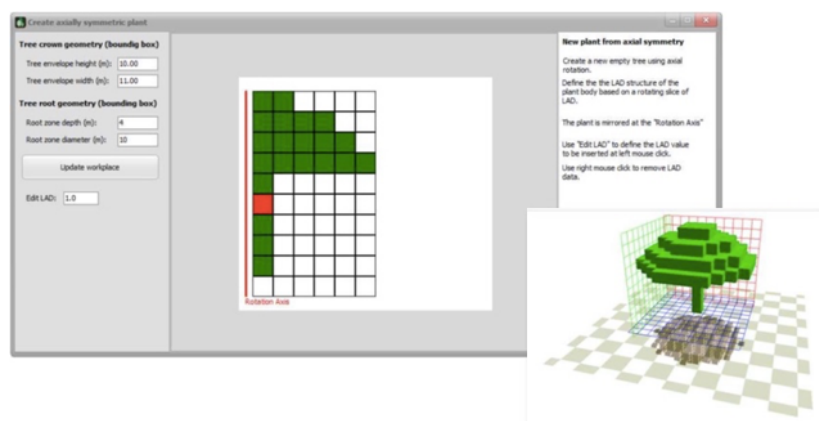 Create axially symmetric plant
Tree crown geometry (boundig box)
Tree envelope height (m): 10.00
Tree envelope width (m): 11.00
Tree root geometry (bounding box)
Root zone depth (m): 4
Root zone diameter (m): 10
Update workplace
Edit LAD: 1.0
Rotation Axis
New plant from axial symmetry
Create a new empty tree using axial
rotation.
Define the the LAD structure of the
plant body based on a rotating slice of
LAD.
The plant is mirrored at the "Rotation Axis"
Use "Edit LAD" to define the LAD value
to be inserted at left mouse click.
Use right mouse click to remove LAD
data.